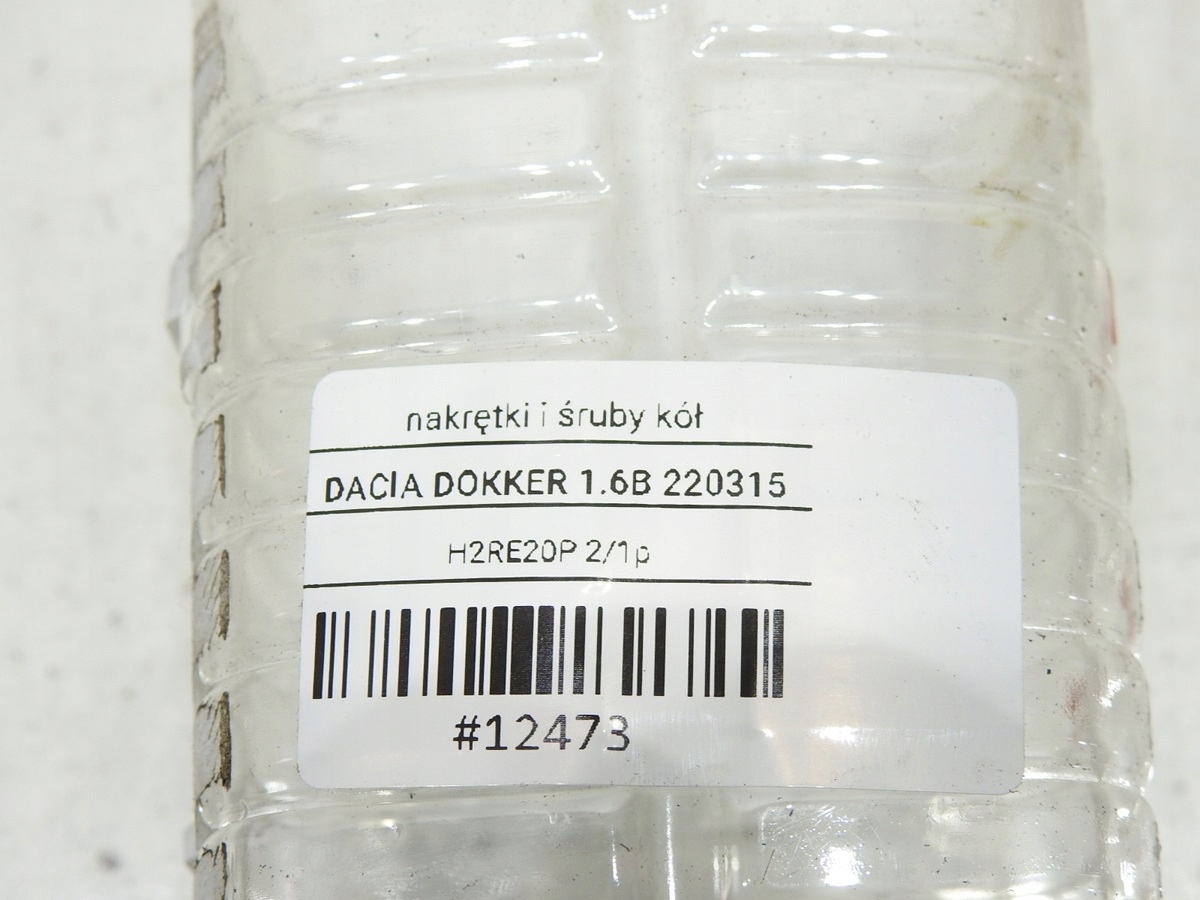 nakrętki i śruby kół
DACIA DOKKER 1.6B 220315
H2RE20P 2/1p
#12473